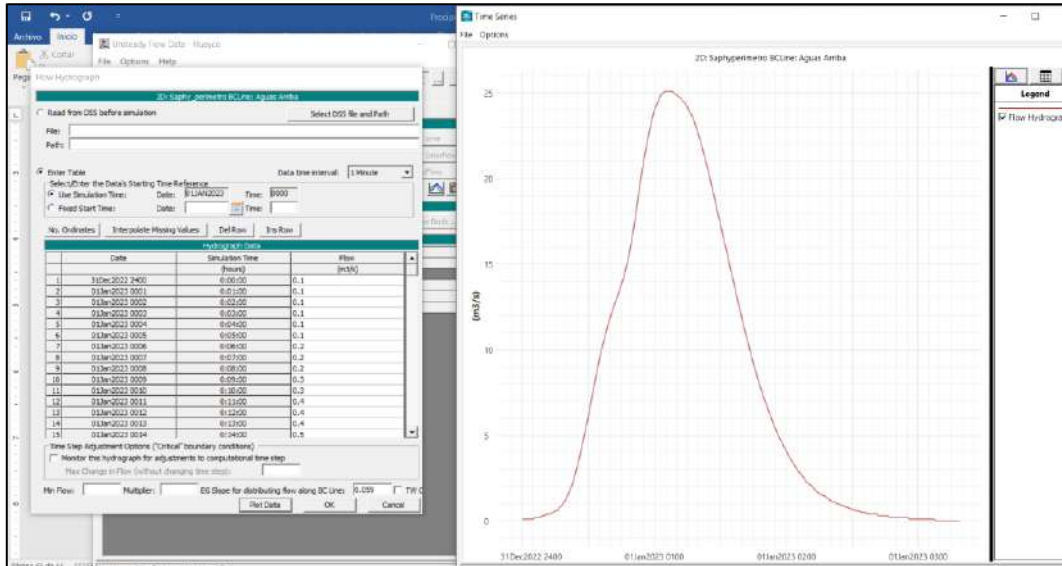 Archivo Inicio
Cortar
Unsteady Flow Data - Huayco
File Options Help
Flow Hydrograph
2D: Saphy_perimetro BCLine: Aguas Arriba
Read from DSS before simulation
Select DSS file and Path
File:
Path:
Enter Table
Data time interval: 1 Minute
Select/Enter the Data's Starting Time Reference
Use Simulation Time: Date: 01JAN2023 Time: 0000
Fixed Start Time: Date: Time:
No. Ordinates Interpolate Missing Values Del Row Ins Row
Hydrograph Data
Date Simulation Time Flow
(hours) (m3/s)
1 31Dec2022 2400 0:00:00 0.1
2 01Jan2023 0001 0:01:00 0.1
3 01Jan2023 0002 0:02:00 0.1
4 01Jan2023 0003 0:03:00 0.1
5 01Jan2023 0004 0:04:00 0.1
6 01Jan2023 0005 0:05:00 0.1
7 01Jan2023 0006 0:06:00 0.2
8 01Jan2023 0007 0:07:00 0.2
9 01Jan2023 0008 0:08:00 0.2
10 01Jan2023 0009 0:09:00 0.3
11 01Jan2023 0010 0:10:00 0.3
12 01Jan2023 0011 0:11:00 0.4
13 01Jan2023 0012 0:12:00 0.4
14 01Jan2023 0013 0:13:00 0.4
15 01Jan2023 0014 0:14:00 0.5
Time Step Adjustment Options ("Critical" boundary conditions)
Monitor this hydrograph for adjustments to computational time step
Max Change in Flow (without changing time step):
Min Flow: Multiplier: EG Slope for distributing flow along BC Line: 0.059 TW
Plot Data OK Cancel
Time Series
File Options
2D: Saphyperimetro BCLine: Aguas Arriba
Legend
Flow Hydrogra
25
20
15
10
5
0
(m3/s)
31Dec2022 2400 01Jan2023 0100 01Jan2023 0200 01Jan2023 0300